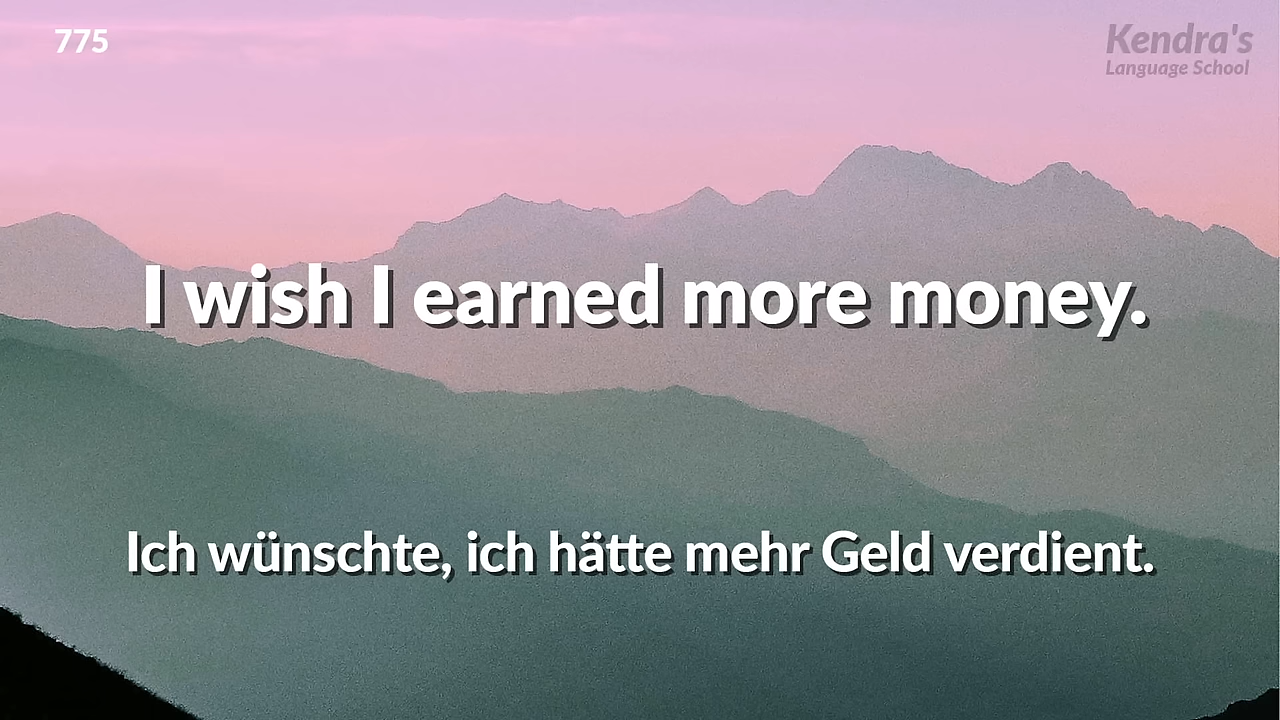 775
Kendra's
Language School
I wish I earned more money.
Ich wünschte, ich hätte mehr Geld verdient.